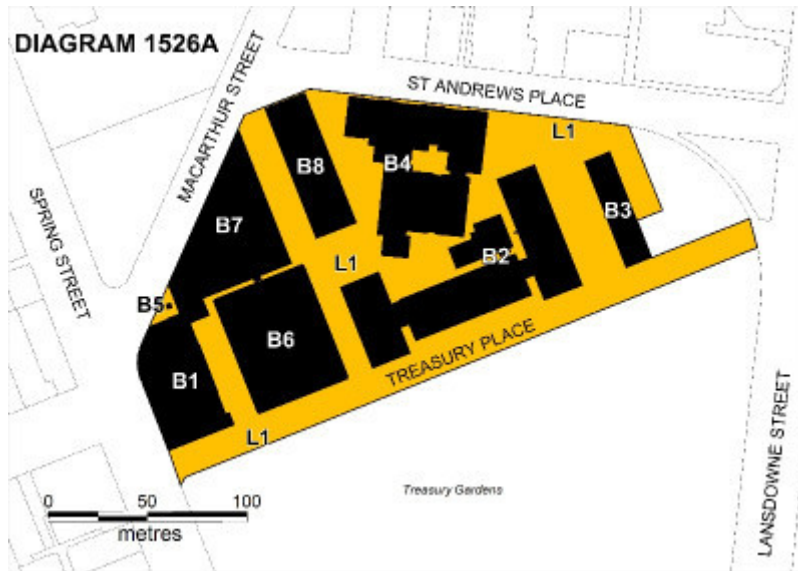 DIAGRAM 1526A
MACARTHUR STREET
ST ANDREWS PLACE
L1
B8
B4
B7
B3
SPRING STREET
L1
B2
B5
B6
B1
TREASURY PLACE
L1
LANSDOWNE STREET
Treasury Gardens
0 50 100
metres